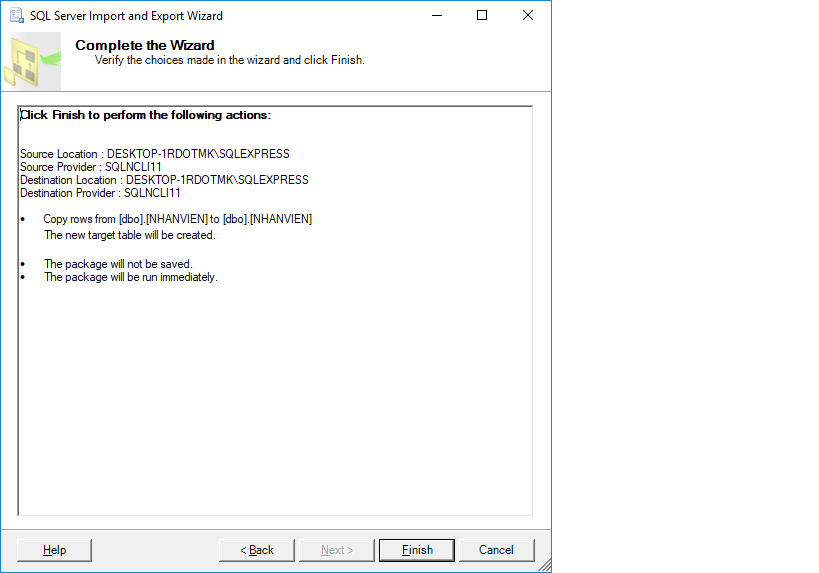 SQL Server Import and Export Wizard
Complete the Wizard
Verify the choices made in the wizard and click Finish.
Click Finish to perform the following actions:
Source Location : DESKTOP-1RDOTMK\SQLEXPRESS
Source Provider : SQLNCLI11
Destination Location : DESKTOP-1RDOTMK\SQLEXPRESS
Destination Provider : SQLNCLI11
• Copy rows from [dbo].[NHANVIEN] to [dbo].[NHANVIEN]
The new target table will be created.
• The package will not be saved.
• The package will be run immediately.
Help < Back Next > Finish Cancel